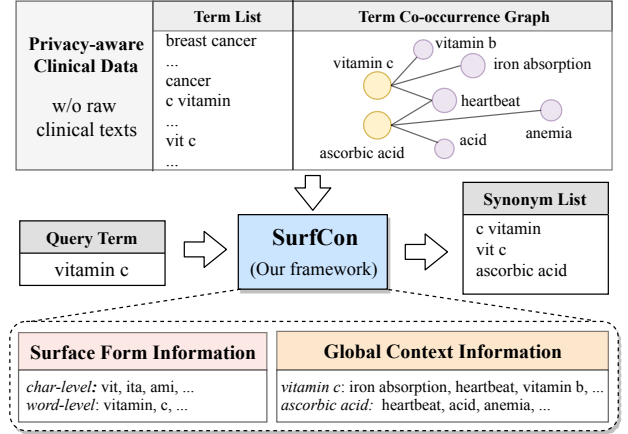 Privacy-aware
Clinical Data
w/o raw
clinical texts
Term List
breast cancer
...
cancer
c vitamin
...
vit c
...
Term Co-occurrence Graph
vitamin b
vitamin c
iron absorption
heartbeat
anemia
acid
ascorbic acid
Query Term
vitamin c
SurfCon
(Our framework)
Synonym List
c vitamin
vit c
ascorbic acid
Surface Form Information
char-level: vit, ita, ami, ...
word-level: vitamin, c, ...
Global Context Information
vitamin c: iron absorption, heartbeat, vitamin b, ...
ascorbic acid: heartbeat, acid, anemia, ...